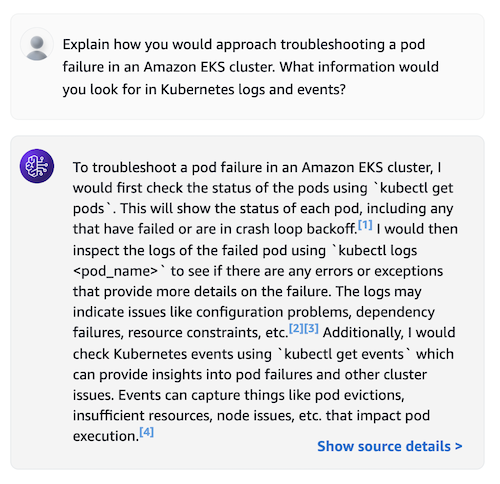 Explain how you would approach troubleshooting a pod
failure in an Amazon EKS cluster. What information would
you look for in Kubernetes logs and events?
To troubleshoot a pod failure in an Amazon EKS cluster, I
would first check the status of the pods using `kubectl get
pods`. This will show the status of each pod, including any
that have failed or are in crash loop backoff.[1] I would then
inspect the logs of the failed pod using `kubectl logs
<pod_name>` to see if there are any errors or exceptions
that provide more details on the failure. The logs may
indicate issues like configuration problems, dependency
failures, resource constraints, etc.[2][3] Additionally, I would
check Kubernetes events using `kubectl get events` which
can provide insights into pod failures and other cluster
issues. Events can capture things like pod evictions,
insufficient resources, node issues, etc. that impact pod
execution.[4]
Show source details >